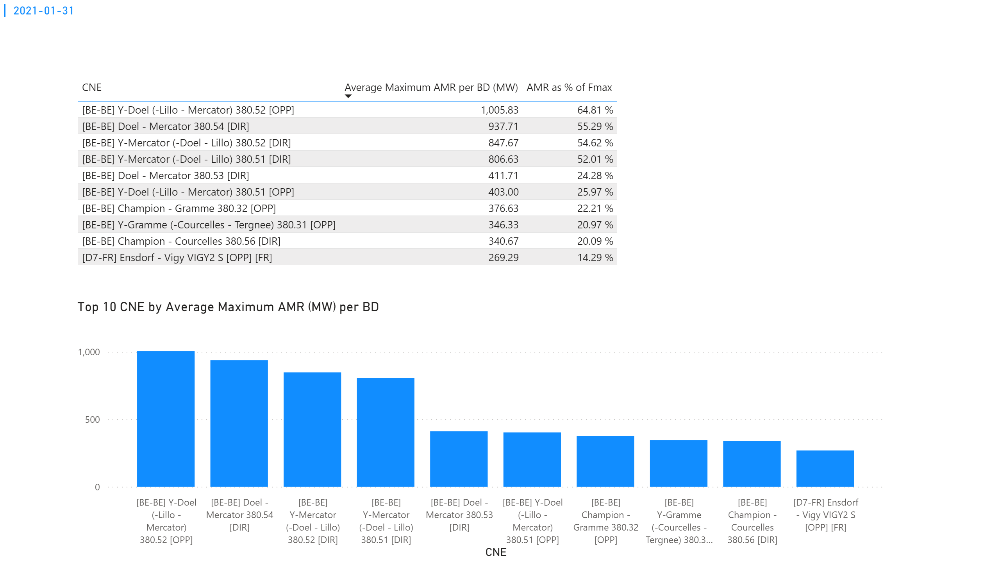 2021-01-31
CNE Average Maximum AMR per BD (MW) AMR as % of Fmax
[BE-BE] Y-Doel (-Lillo - Mercator) 380.52 [OPP] 1,005.83 64.81 %
[BE-BE] Doel - Mercator 380.54 [DIR] 937.71 55.29 %
[BE-BE] Y-Mercator (-Doel - Lillo) 380.52 [DIR] 847.67 54.62 %
[BE-BE] Y-Mercator (-Doel - Lillo) 380.51 [DIR] 806.63 52.01 %
[BE-BE] Doel - Mercator 380.53 [DIR] 411.71 24.28 %
[BE-BE] Y-Doel (-Lillo - Mercator) 380.51 [OPP] 403.00 25.97 %
[BE-BE] Champion - Gramme 380.32 [OPP] 376.63 22.21 %
[BE-BE] Y-Gramme (-Courcelles - Tergnee) 380.31 [OPP] 346.33 20.97 %
[BE-BE] Champion - Courcelles 380.56 [DIR] 340.67 20.09 %
[D7-FR] Ensdorf - Vigy VIGY2 S [OPP] [FR] 269.29 14.29 %
Top 10 CNE by Average Maximum AMR (MW) per BD
1,000
500
0
[BE-BE] Y-Doel
(-Lillo -
Mercator)
380.52 [OPP]
[BE-BE] Doel -
Mercator 380.54
[DIR]
[BE-BE]
Y-Mercator
(-Doel - Lillo)
380.52 [DIR]
[BE-BE]
Y-Mercator
(-Doel - Lillo)
380.51 [DIR]
[BE-BE] Doel -
Mercator 380.53
[DIR]
[BE-BE] Y-Doel
(-Lillo -
Mercator)
380.51 [OPP]
[BE-BE]
Champion -
Gramme 380.32
[OPP]
[BE-BE]
Y-Gramme
(-Courcelles -
Tergnee) 380.3...
[BE-BE]
Champion -
Courcelles
380.56 [DIR]
[D7-FR] Ensdorf
- Vigy VIGY2 S
[OPP] [FR]
CNE